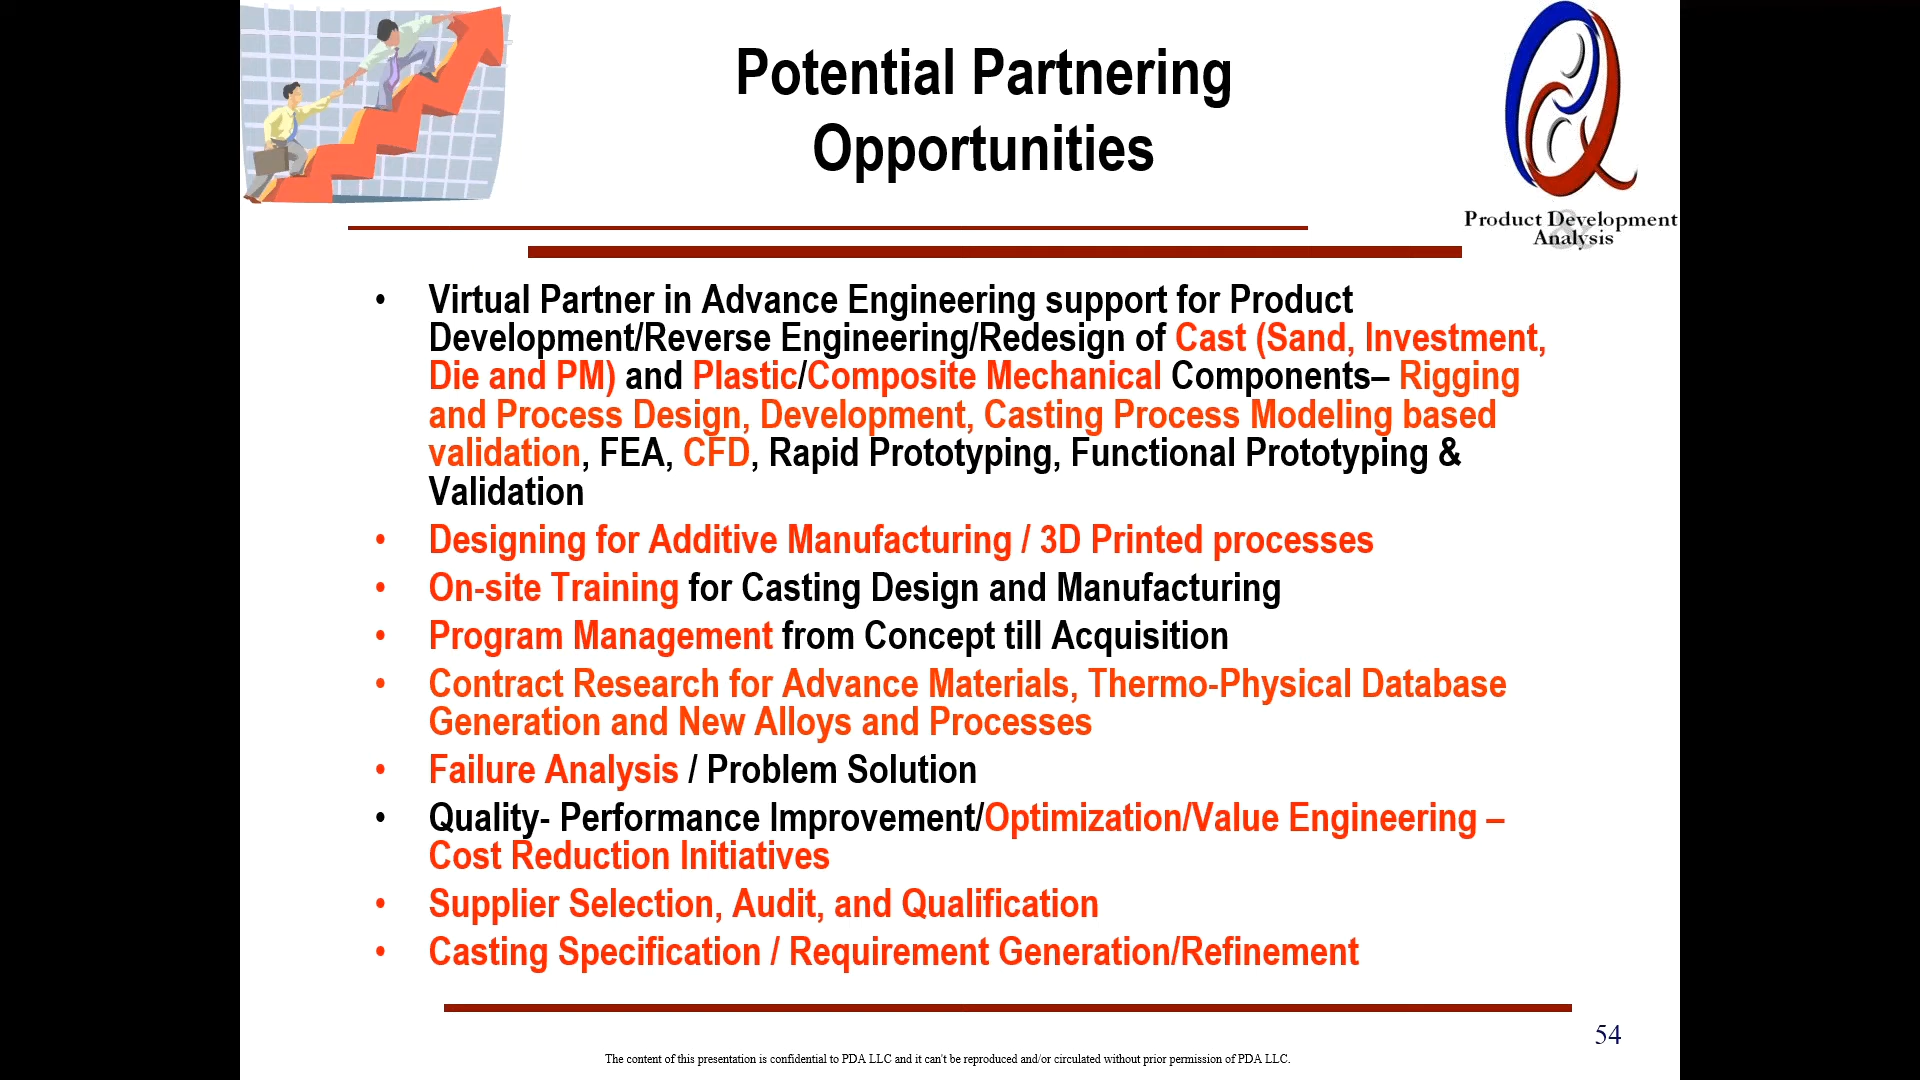 Potential Partnering
Opportunities
Product Development
&
Analysis
• Virtual Partner in Advance Engineering support for Product
Development/Reverse Engineering/Redesign of Cast (Sand, Investment,
Die and PM) and Plastic/Composite Mechanical Components– Rigging
and Process Design, Development, Casting Process Modeling based
validation, FEA, CFD, Rapid Prototyping, Functional Prototyping &
Validation
• Designing for Additive Manufacturing / 3D Printed processes
• On-site Training for Casting Design and Manufacturing
• Program Management from Concept till Acquisition
• Contract Research for Advance Materials, Thermo-Physical Database
Generation and New Alloys and Processes
• Failure Analysis / Problem Solution
• Quality- Performance Improvement/Optimization/Value Engineering –
Cost Reduction Initiatives
• Supplier Selection, Audit, and Qualification
• Casting Specification / Requirement Generation/Refinement
54
The content of this presentation is confidential to PDA LLC and it can't be reproduced and/or circulated without prior permission of PDA LLC.